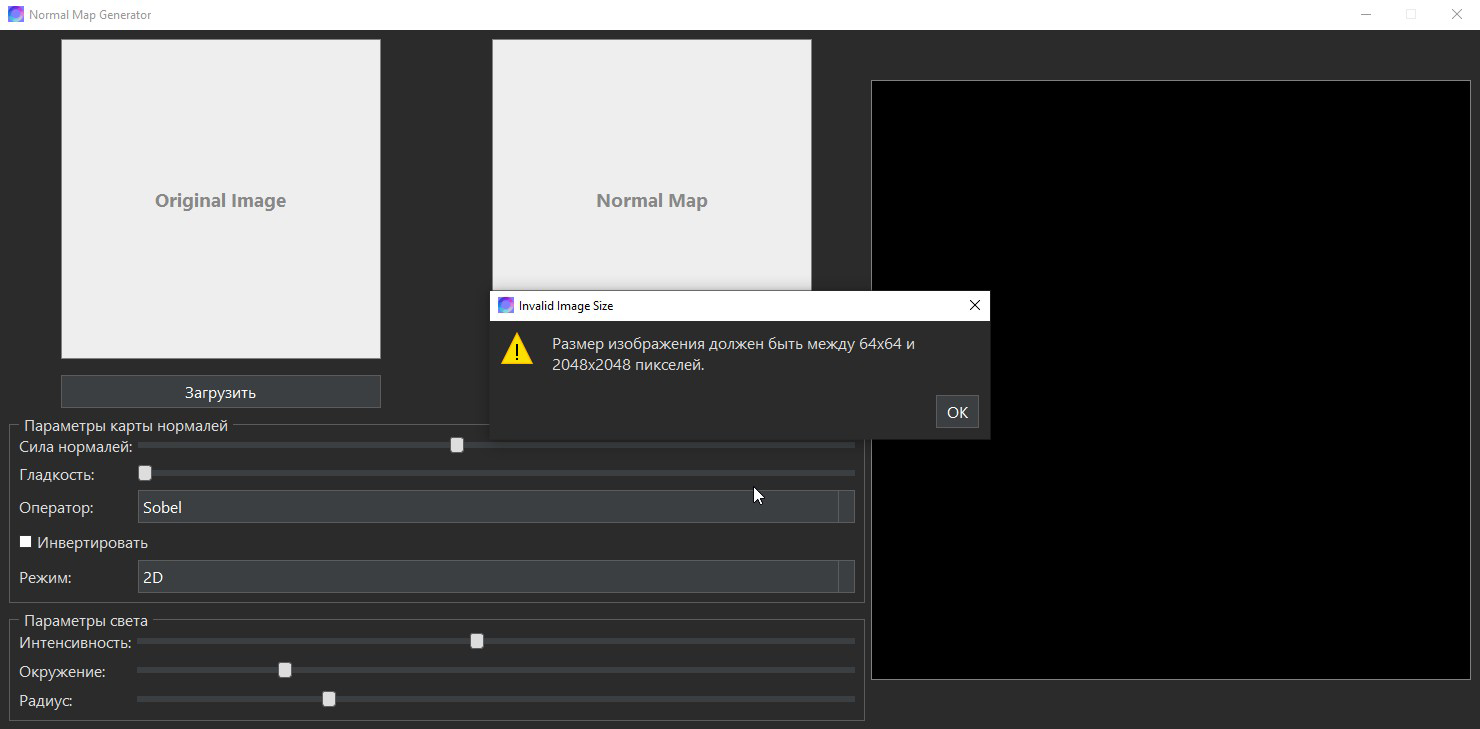 Normal Map Generator
Original Image
Normal Map
Invalid Image Size
Размер изображения должен быть между 64x64 и
2048x2048 пикселей.
OK
Загрузить
Параметры карты нормалей
Сила нормалей:
Гладкость:
Оператор:
Sobel
Инвертировать
Режим:
2D
Параметры света
Интенсивность:
Окружение:
Радиус: